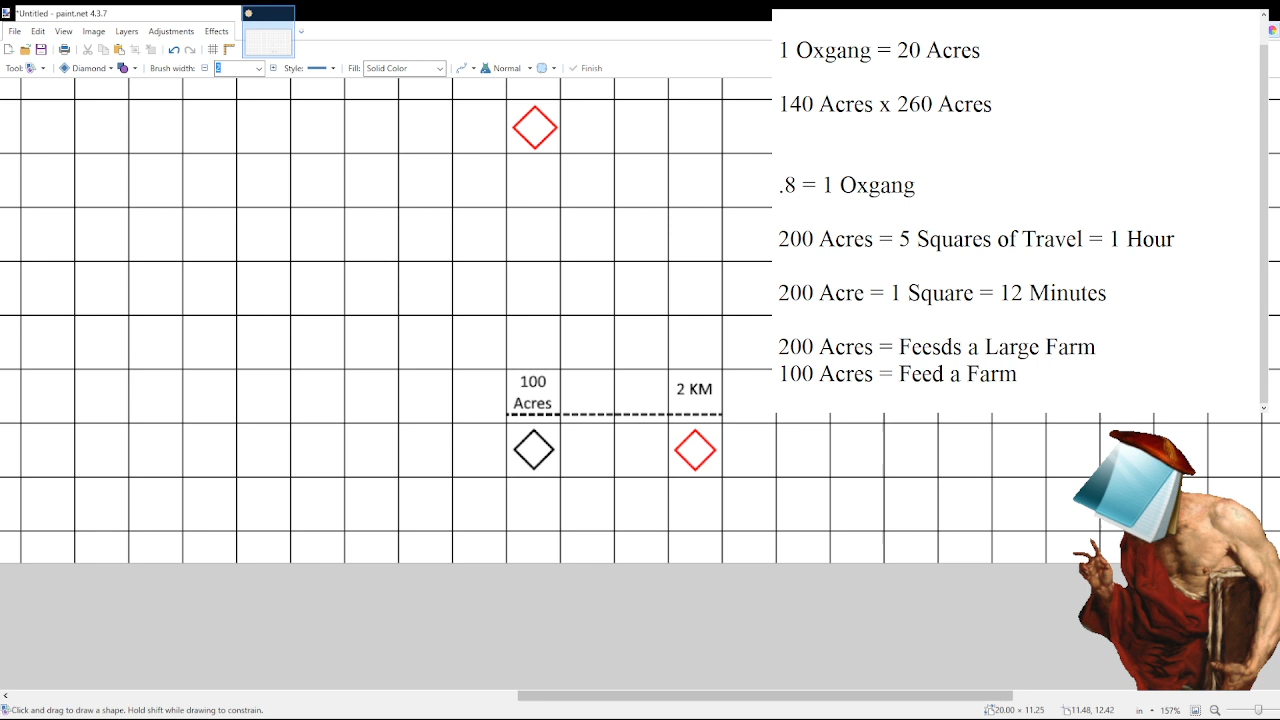 *Untitled - paint.net 4.3.7
File Edit View Image Layers Adjustments Effects
Tool: Diamond Brush width: 2 Style: Fill: Solid Color Normal Finish
1 Oxgang = 20 Acres
140 Acres x 260 Acres
.8 = 1 Oxgang
200 Acres = 5 Squares of Travel = 1 Hour
200 Acre = 1 Square = 12 Minutes
200 Acres = Feesds a Large Farm
100 Acres = Feed a Farm
100
Acres
2 KM
Click and drag to draw a shape. Hold shift while drawing to constrain. 20.00 × 11.25 11.48, 12.42 in 157%